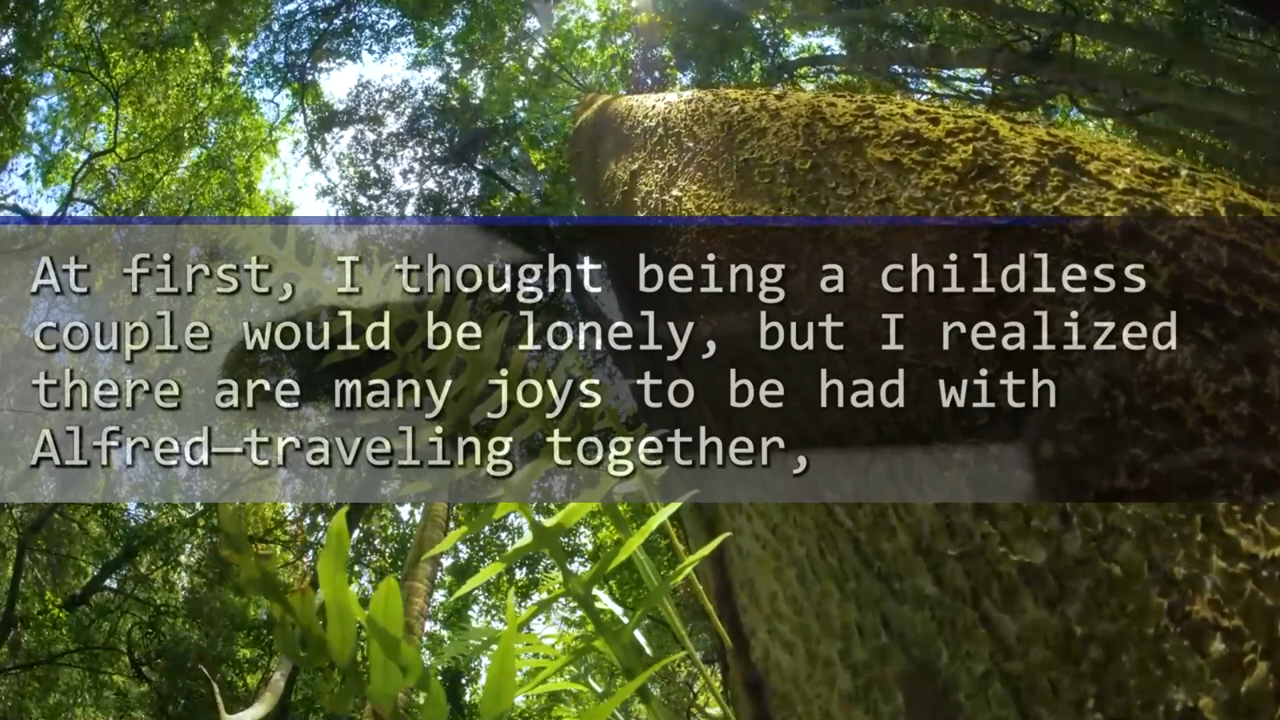 At first, I thought being a childless
couple would be lonely, but I realized
there are many joys to be had with
Alfred—traveling together,